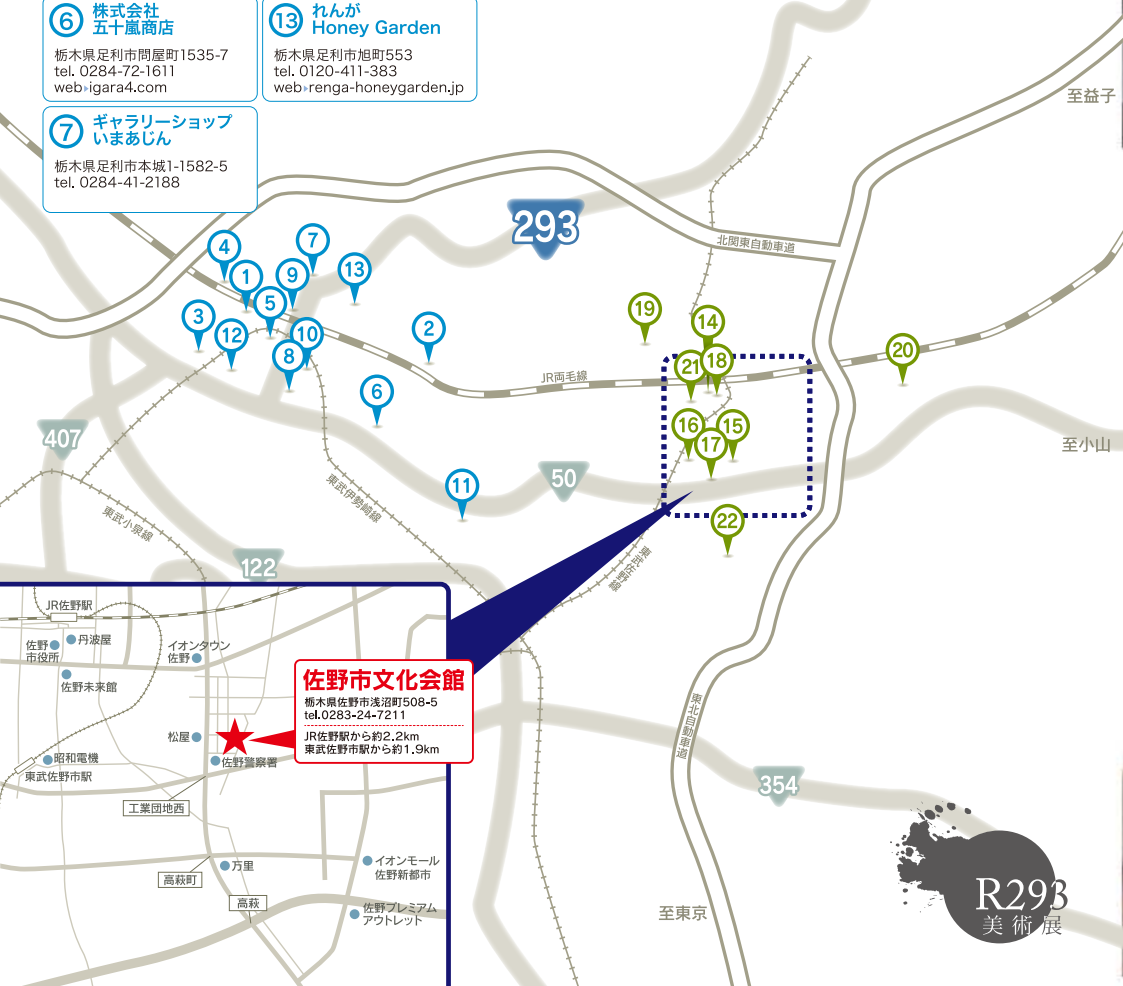 6
株式会社
五十嵐商店
栃木県足利市問屋町1535-7
tel. 0284-72-1611
web▸igara4.com
13
れんが
Honey Garden
栃木県足利市旭町553
tel. 0120-411-383
web▸renga-honeygarden.jp
7
ギャラリーショップ
いまあじん
栃木県足利市本城1-1582-5
tel. 0284-41-2188
至益子
293
北関東自動車道
4
7
1
9
13
3
5
12
10
8
2
6
11
19
14
21
18
20
16
15
17
22
JR両毛線
407
50
至小山
東武伊勢崎線
東武小泉線
122
東武佐野線
JR佐野駅
佐野
市役所
丹波屋
イオンタウン
佐野
佐野未来館
佐野市文化会館
栃木県佐野市浅沼町508-5
tel.0283-24-7211
JR佐野駅から約2.2km
東武佐野市駅から約1.9km
松屋
昭和電機
佐野警察署
東武佐野市駅
工業団地西
東北自動車道
354
万里
イオンモール
佐野新都市
高萩町
高萩
佐野プレミアム
アウトレット
至東京
R293
美術展